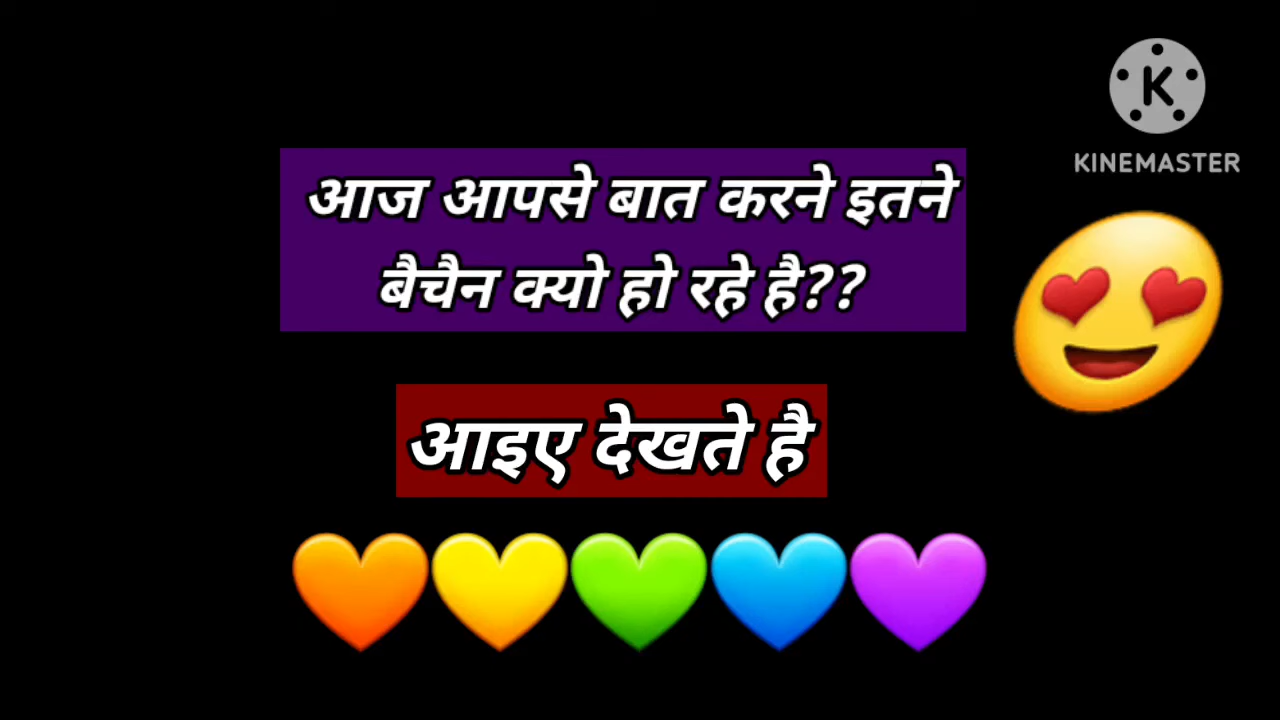 KINEMASTER
आज आपसे बात करने इतने
बैचैन क्यो हो रहे है??
आइए देखते है